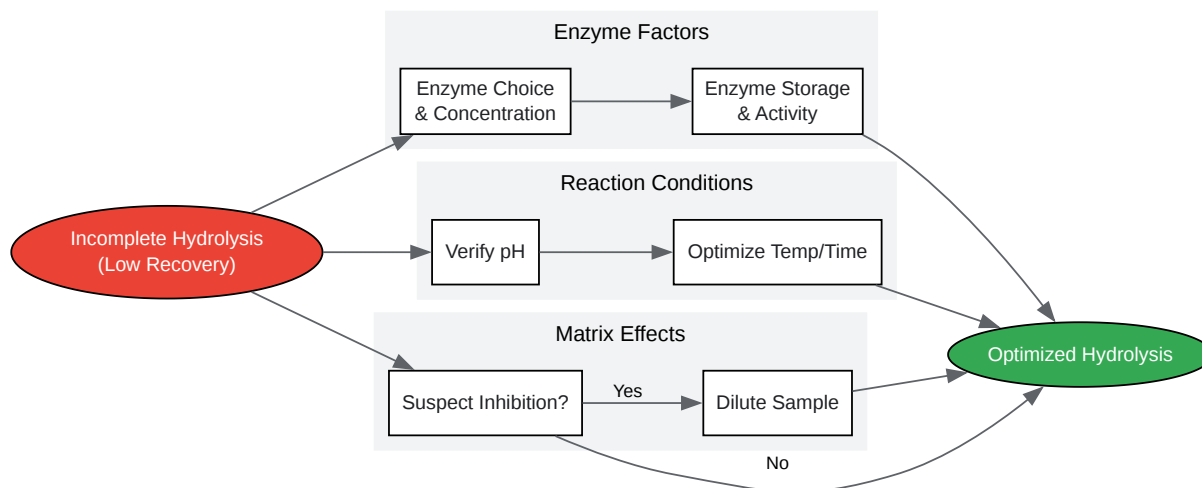 Enzyme Factors
Enzyme Choice
& Concentration
Enzyme Storage
& Activity
Reaction Conditions
Incomplete Hydrolysis
(Low Recovery)
Verify pH
Optimize Temp/Time
Matrix Effects
Optimized Hydrolysis
Suspect Inhibition?
Yes
Dilute Sample
No